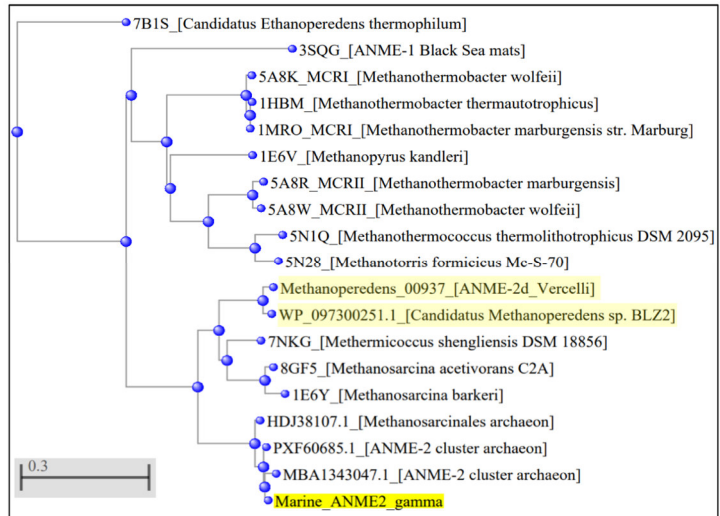 7B1S_[Candidatus Ethanoperedens thermophilum]
3SQG_[ANME-1 Black Sea mats]
5A8K_MCRI_[Methanothermobacter wolfeii]
1HBM_[Methanothermobacter thermautotrophicus]
1MRO_MCRI_[Methanothermobacter marburgensis str. Marburg]
1E6V_[Methanopyrus kandleri]
5A8R_MCRII_[Methanothermobacter marburgensis]
5A8W_MCRII_[Methanothermobacter wolfeii]
5N1Q_[Methanothermococcus thermolithotrophicus DSM 2095]
5N28_[Methanotorris formicicus Mc-S-70]
Methanoperedens_00937_[ANME-2d_Vercelli]
WP_097300251.1_[Candidatus Methanoperedens sp. BLZ2]
7NKG_[Methermicoccus shengliensis DSM 18856]
8GF5_[Methanosarcina acetivorans C2A]
1E6Y_[Methanosarcina barkeri]
HDJ38107.1_[Methanosarcinales archaeon]
PXF60685.1_[ANME-2 cluster archaeon]
0.3
MBA1343047.1_[ANME-2 cluster archaeon]
Marine_ANME2_gamma